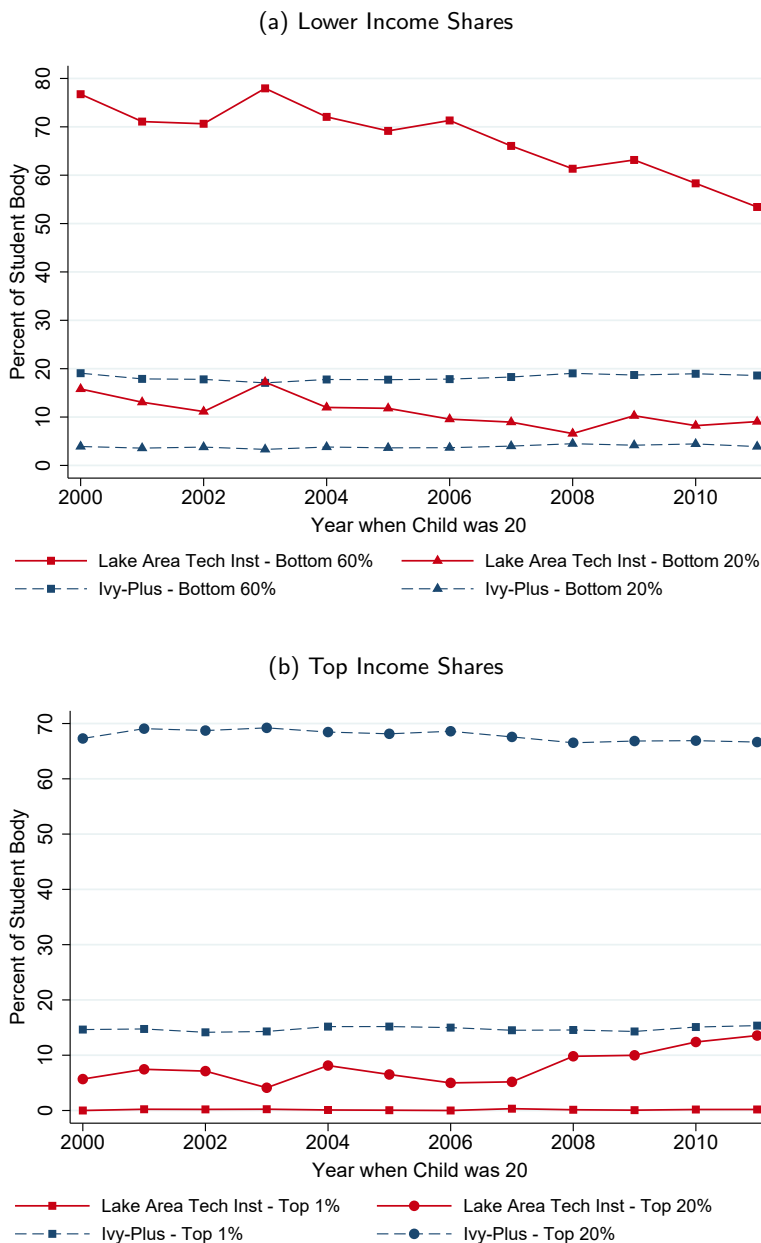 (a) Lower Income Shares
Percent of Student Body
80
70
60
50
40
30
20
10
0
2000 2002 2004 2006 2008 2010
Year when Child was 20
Lake Area Tech Inst - Bottom 60% Lake Area Tech Inst - Bottom 20%
Ivy-Plus - Bottom 60% Ivy-Plus - Bottom 20%
(b) Top Income Shares
Percent of Student Body
70
60
50
40
30
20
10
0
2000 2002 2004 2006 2008 2010
Year when Child was 20
Lake Area Tech Inst - Top 1% Lake Area Tech Inst - Top 20%
Ivy-Plus - Top 1% Ivy-Plus - Top 20%